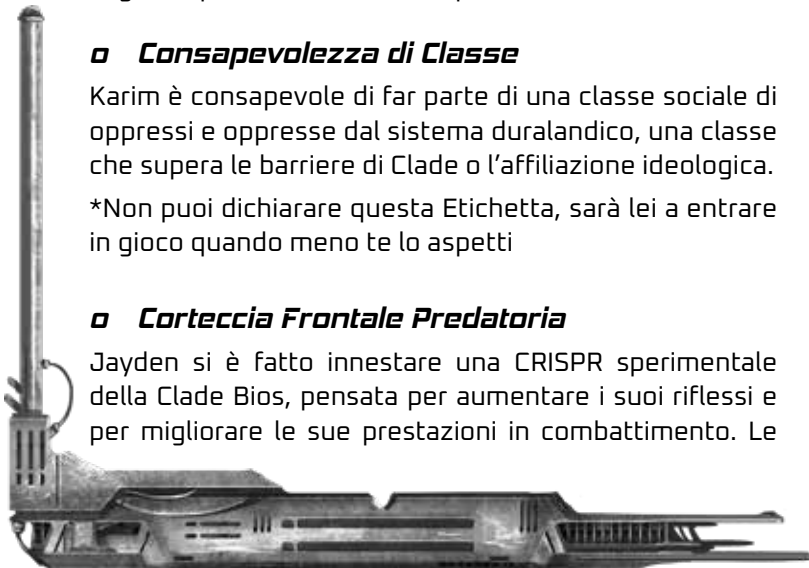 o Consapevolezza di Classe
Karim è consapevole di far parte di una classe sociale di
oppressi e oppresse dal sistema duralandico, una classe
che supera le barriere di Clade o l'affiliazione ideologica.
*Non puoi dichiarare questa Etichetta, sarà lei a entrare
in gioco quando meno te lo aspetti
o Corteccia Frontale Predatoria
Jayden si è fatto innestare una CRISPR sperimentale
della Clade Bios, pensata per aumentare i suoi riflessi e
per migliorare le sue prestazioni in combattimento. Le